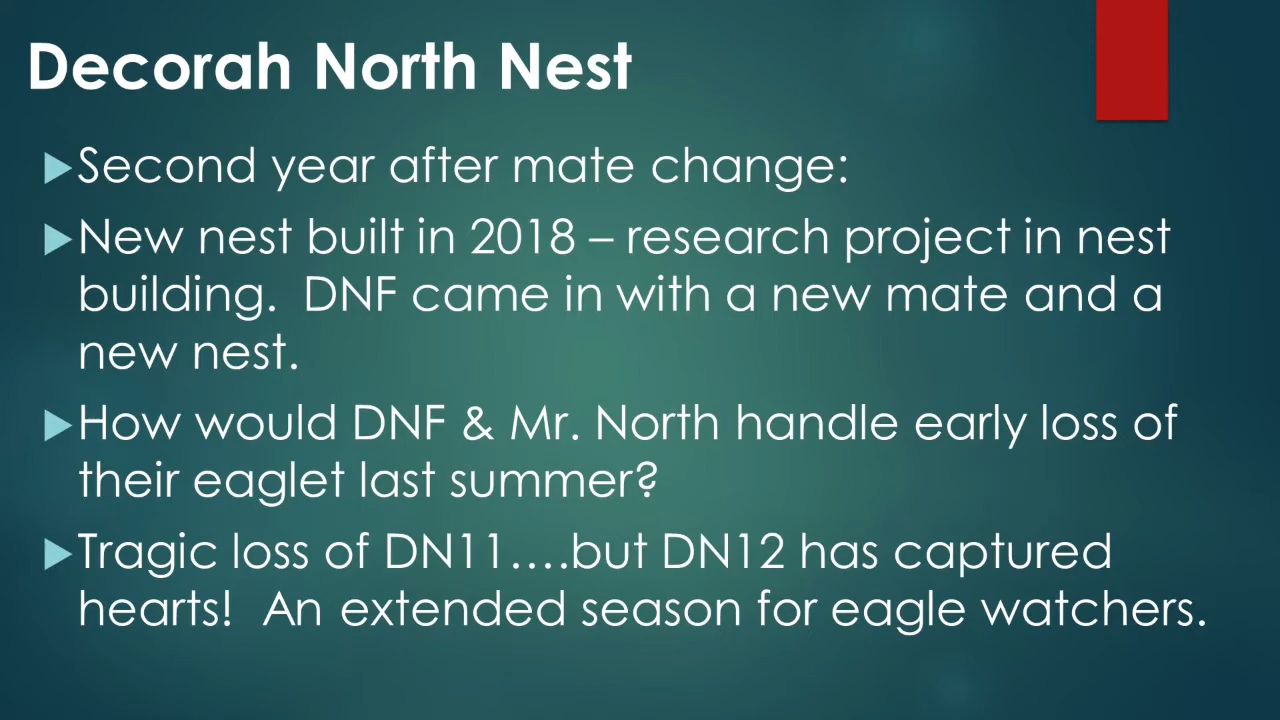 Decorah North Nest
Second year after mate change:
New nest built in 2018 – research project in nest
building.  DNF came in with a new mate and a
new nest.
How would DNF & Mr. North handle early loss of
their eaglet last summer?
Tragic loss of DN11….but DN12 has captured
hearts!  An extended season for eagle watchers.